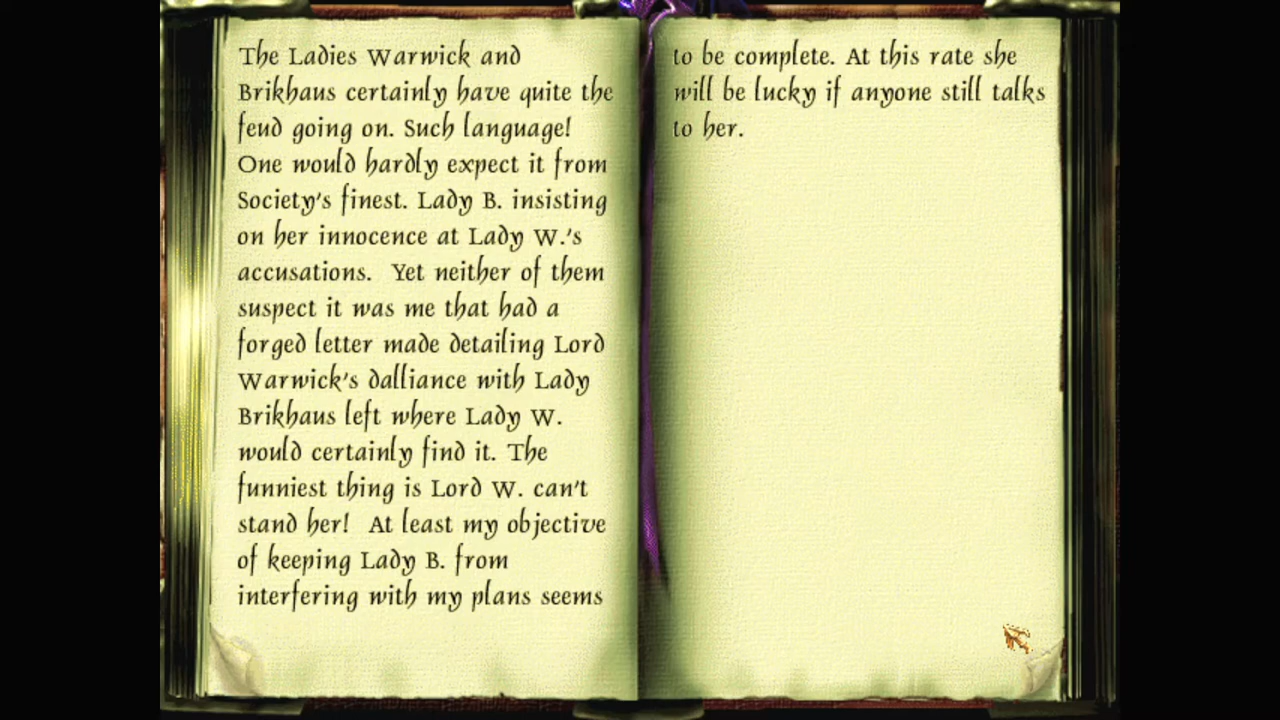 The Ladies Warwick and
Brikhaus certainly have quite the
feud going on. Such language!
One would hardly expect it from
Society's finest. Lady B. insisting
on her innocence at Lady W.'s
accusations.  Yet neither of them
suspect it was me that had a
forged letter made detailing Lord
Warwick's dalliance with Lady
Brikhaus left where Lady W.
would certainly find it. The
funniest thing is Lord W. can't
stand her!  At least my objective
of keeping Lady B. from
interfering with my plans seems
to be complete. At this rate she
will be lucky if anyone still talks
to her.